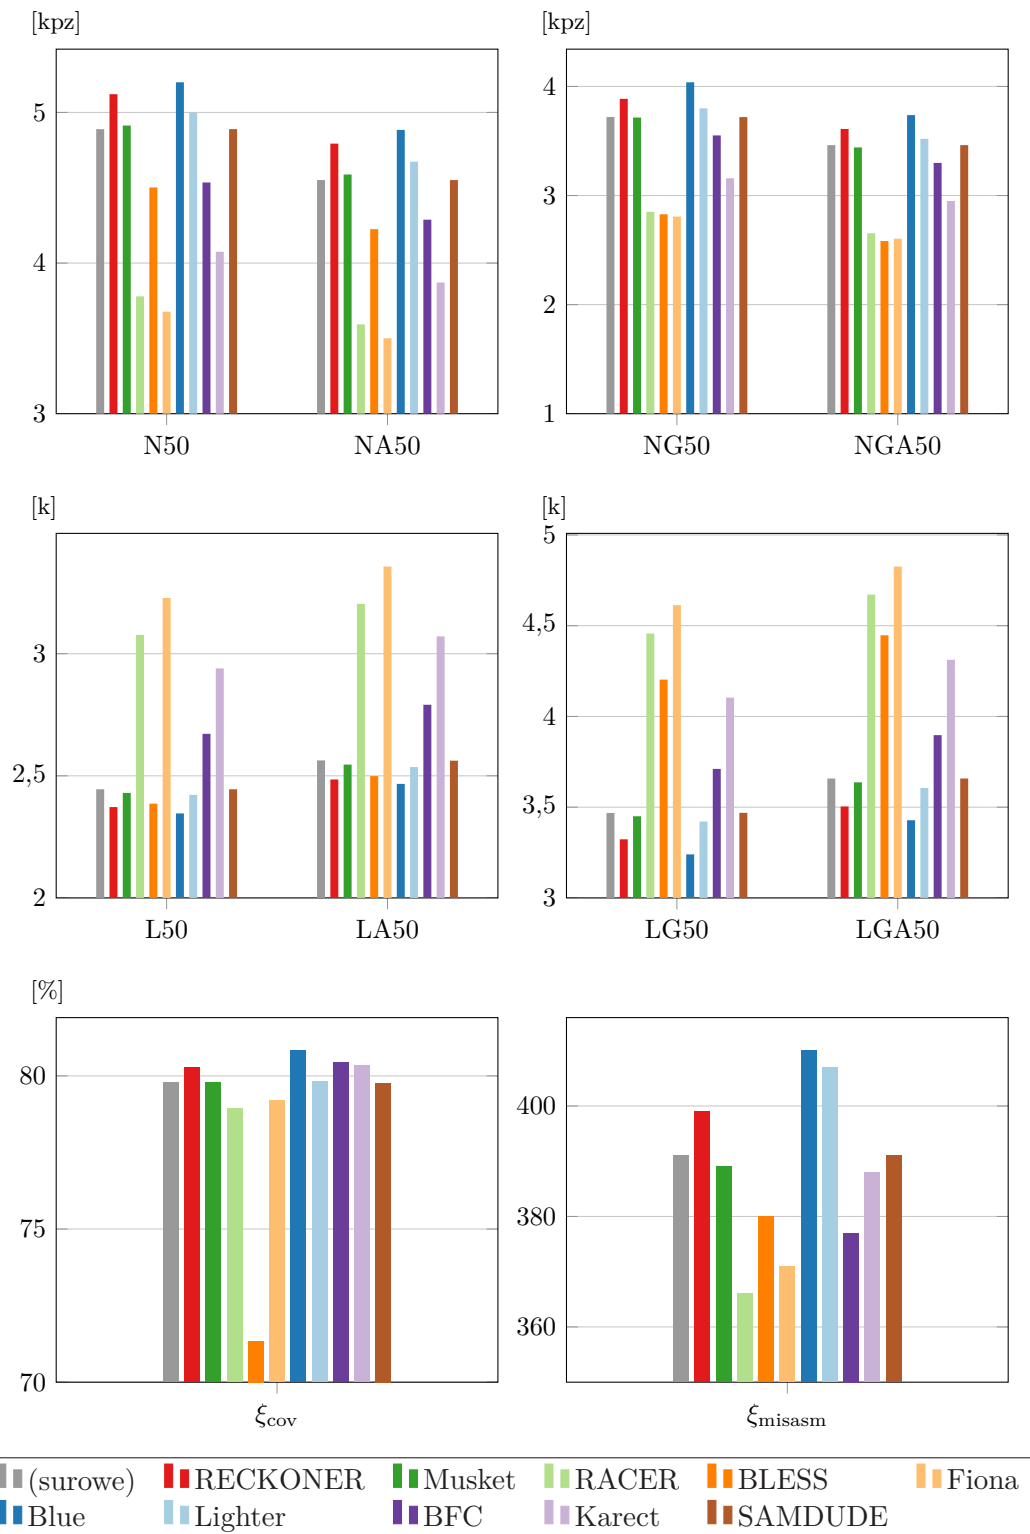 [kpz] [kpz]
5
4
3
N50 NA50
4
3
2
1
NG50 NGA50
[k] [k]
3
2,5
2
L50 LA50
5
4,5
4
3,5
3
LG50 LGA50
[%]
80
75
70
ξcov
400
380
360
ξmisasm
(surowe) RECKONER Musket RACER BLESS Fiona
Blue Lighter BFC Karect SAMDUDE